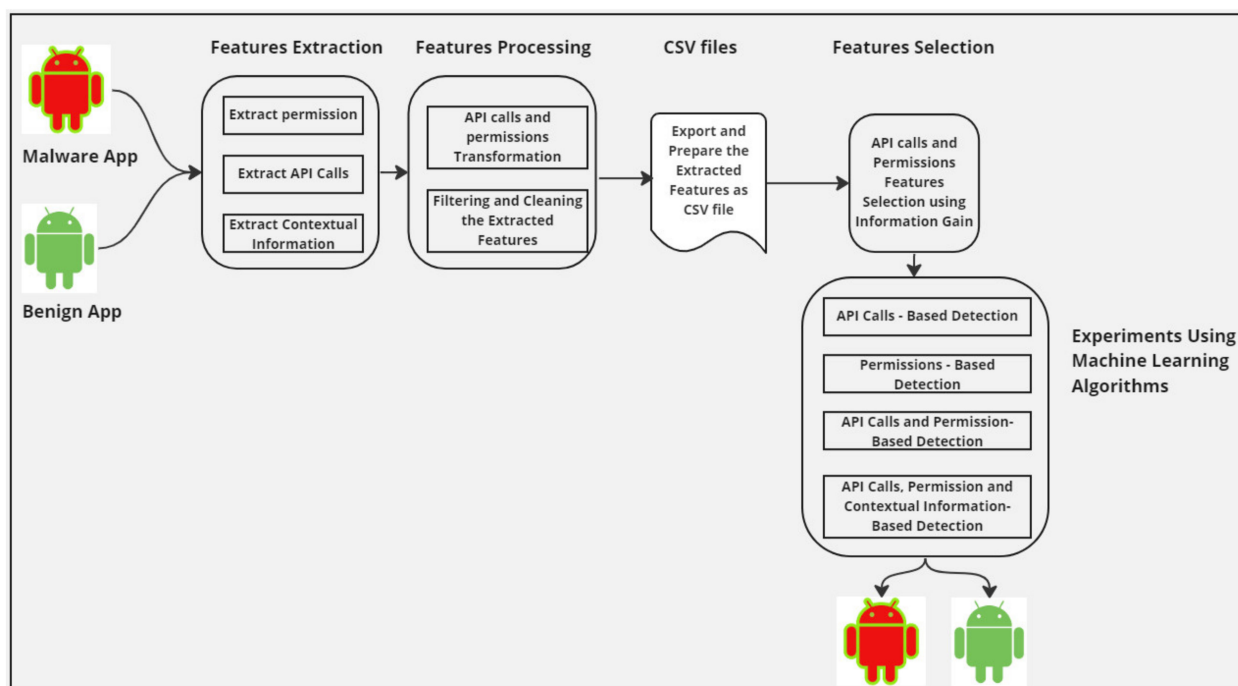 Features Extraction
Features Processing
CSV files
Features Selection
Malware App
Benign App
Extract permission
Extract API Calls
Extract Contextual
Information
API calls and
permissions
Transformation
Filtering and Cleaning
the Extracted
Features
Export and
Prepare the
Extracted
Features as
CSV file
API calls and
Permissions
Features
Selection using
Information Gain
API Calls - Based Detection
Permissions - Based
Detection
API Calls and Permission-
Based Detection
API Calls, Permission and
Contextual Information-
Based Detection
Experiments Using
Machine Learning
Algorithms